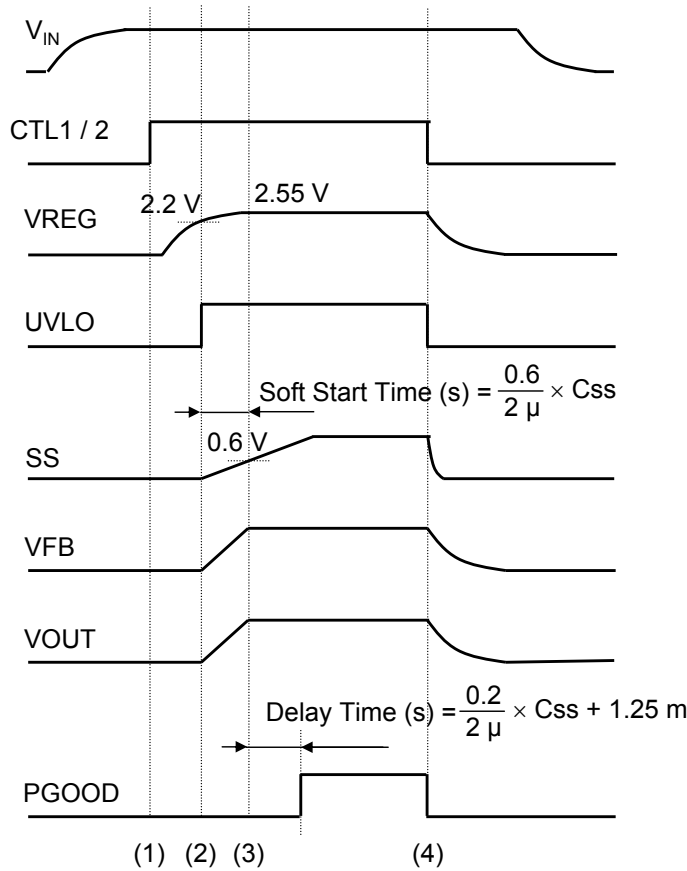 VIN
CTL1 / 2
2.2 V
2.55 V
VREG
UVLO
Soft Start Time (s) = 0.6 / 2 µ × Css
0.6 V
SS
VFB
VOUT
Delay Time (s) = 0.2 / 2 µ × Css + 1.25 m
PGOOD
(1) (2) (3) (4)